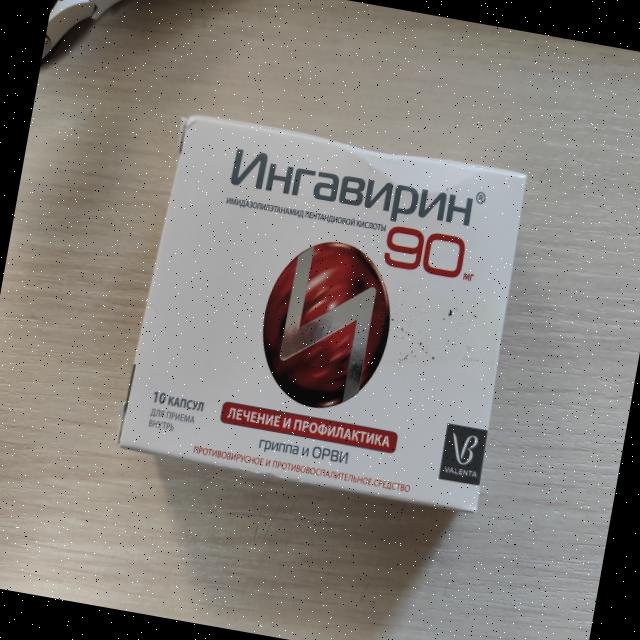 Ингавирин®
ИМИДАЗОЛИЛЭТАНАМИД ПЕНТАНДИОВОЙ КИСЛОТЫ
90 мг
10 КАПСУЛ
ДЛЯ ПРИЕМА
ВНУТРЬ
ЛЕЧЕНИЕ И ПРОФИЛАКТИКА
гриппа и ОРВИ
ПРОТИВОВИРУСНОЕ И ПРОТИВОВОСПАЛИТЕЛЬНОЕ СРЕДСТВО
VALENTA